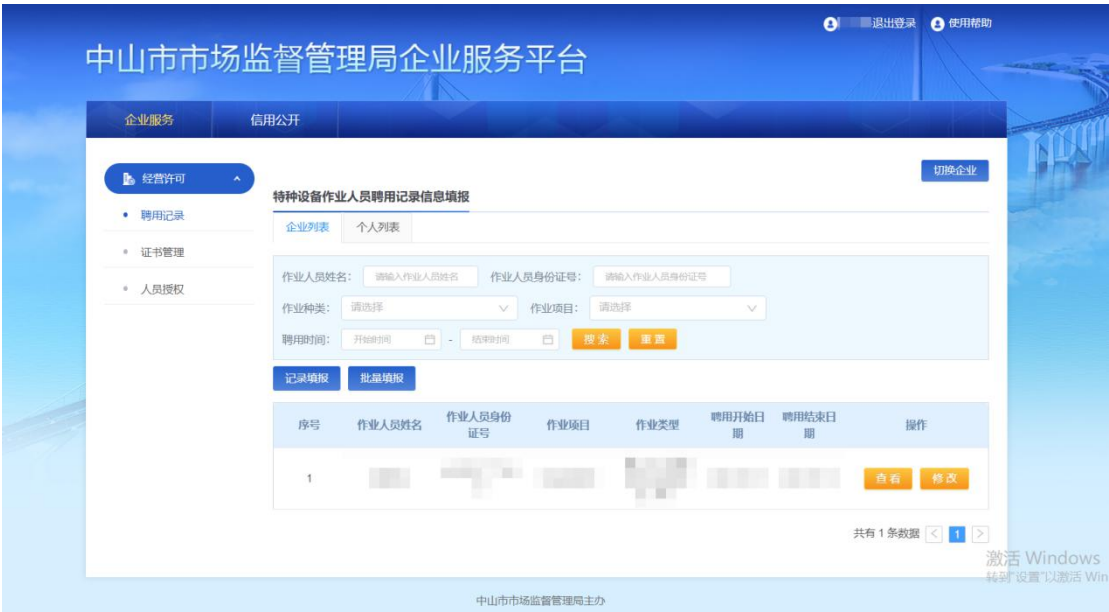 退出登录 使用帮助
中山市市场监督管理局企业服务平台
企业服务 信用公开
切换企业
经营许可
聘用记录
证书管理
人员授权
特种设备作业人员聘用记录信息填报
企业列表 个人列表
作业人员姓名: 请输入作业人员姓名 作业人员身份证号: 请输入作业人员身份证号
作业种类: 请选择 作业项目: 请选择
聘用时间: 开始时间 - 结束时间 搜索 重置
记录填报 批量填报
序号 作业人员姓名 作业人员身份 作业项目 作业类型 聘用开始日 聘用结束日 操作
证号 期 期
1 查看 修改
共有 1 条数据 < 1 >
激活 Windows
转到"设置"以激活 Win
中山市市场监督管理局主办